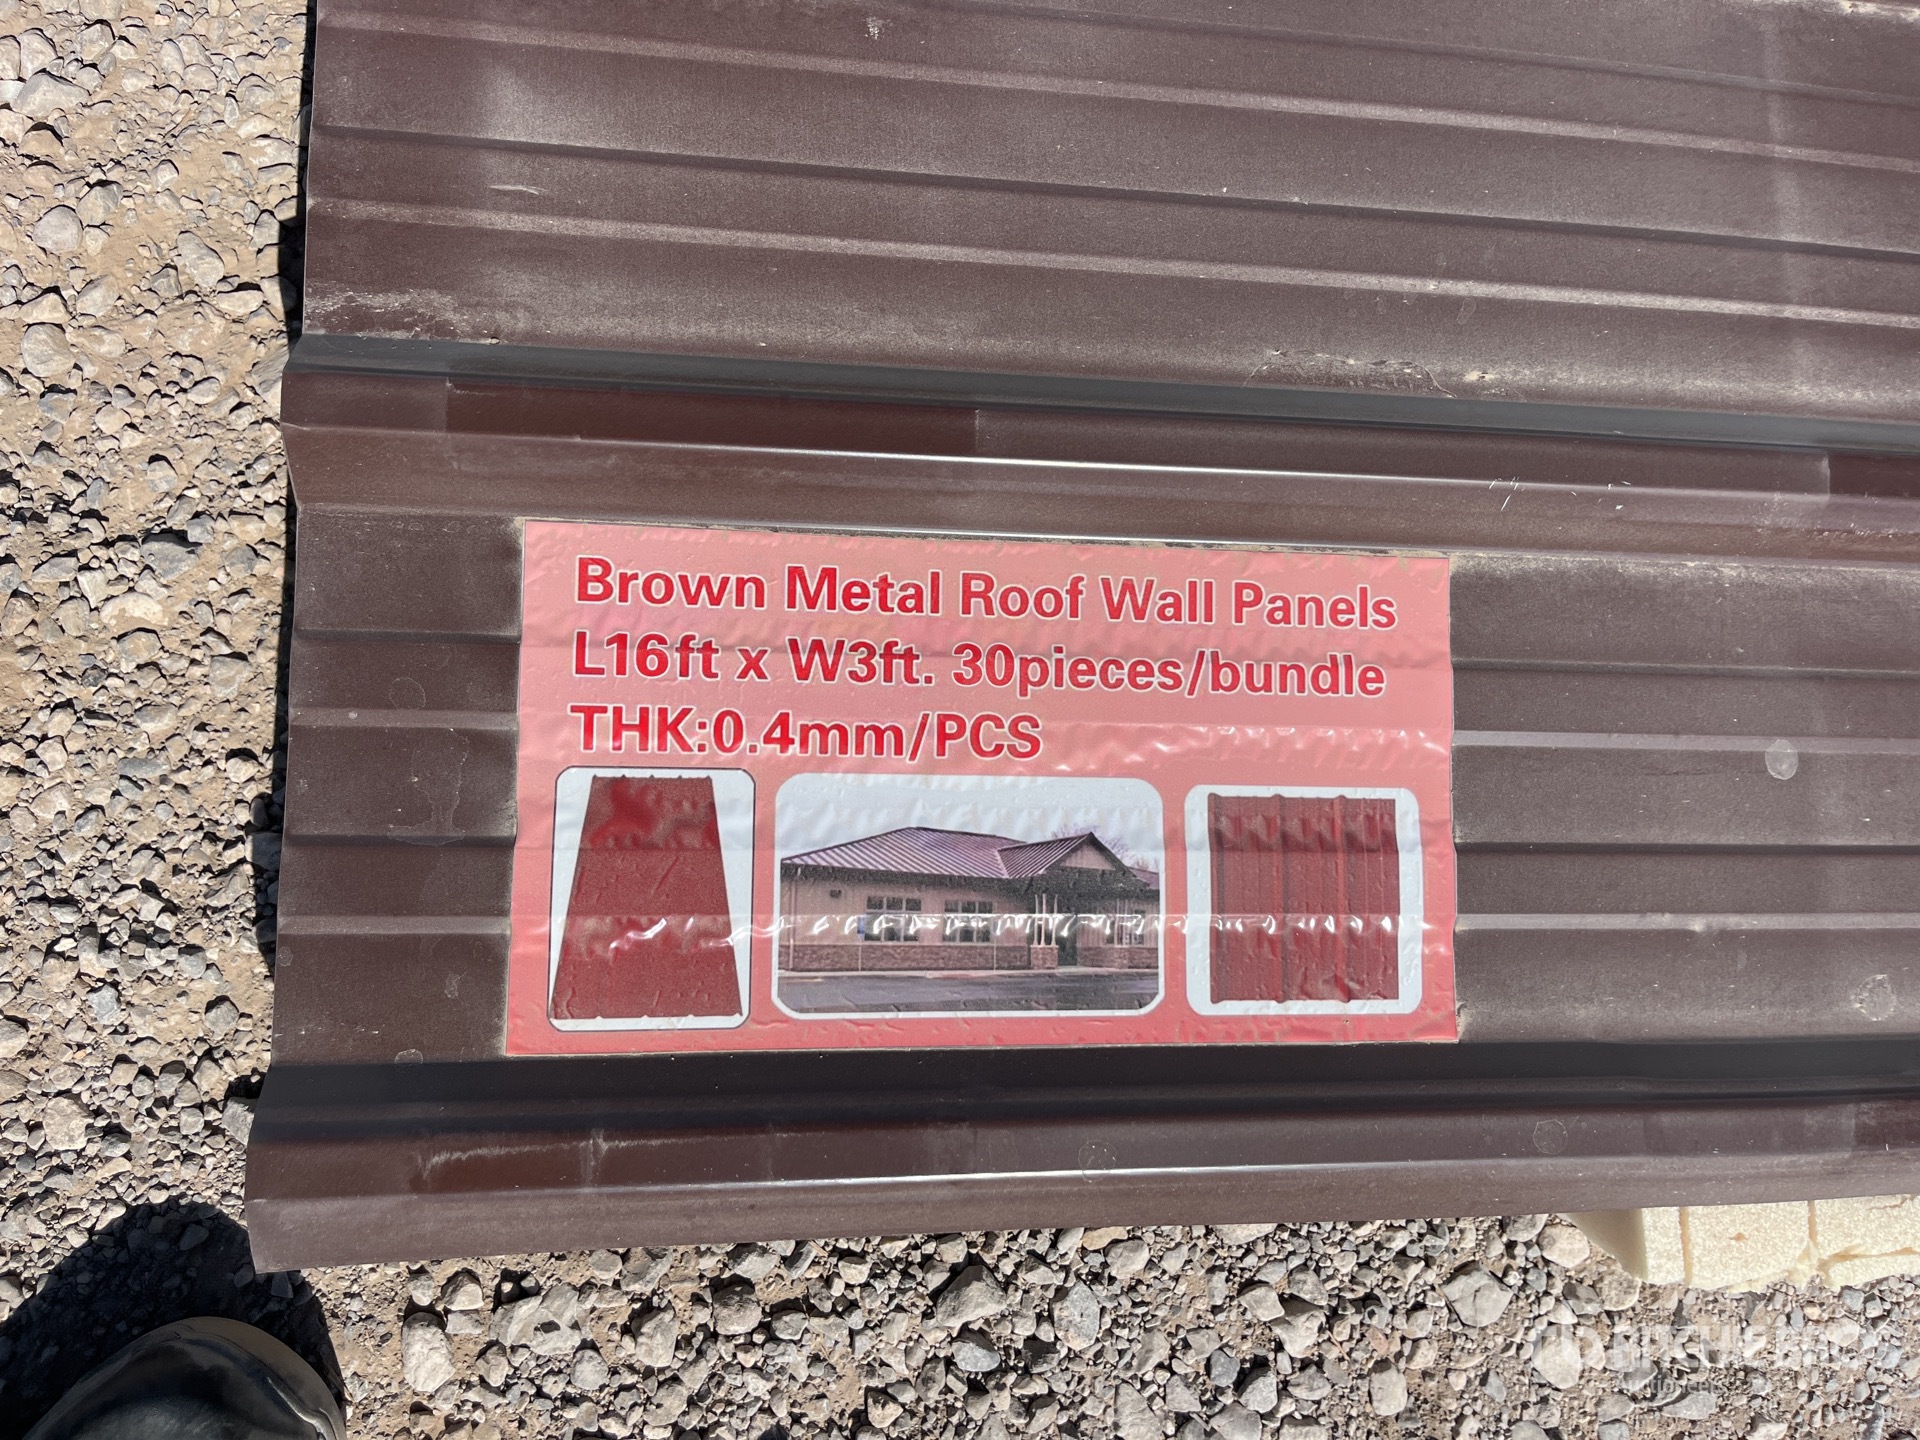 Brown Metal Roof Wall Panels
L16ft x W3ft. 30pieces/bundle
THK:0.4mm/PCS